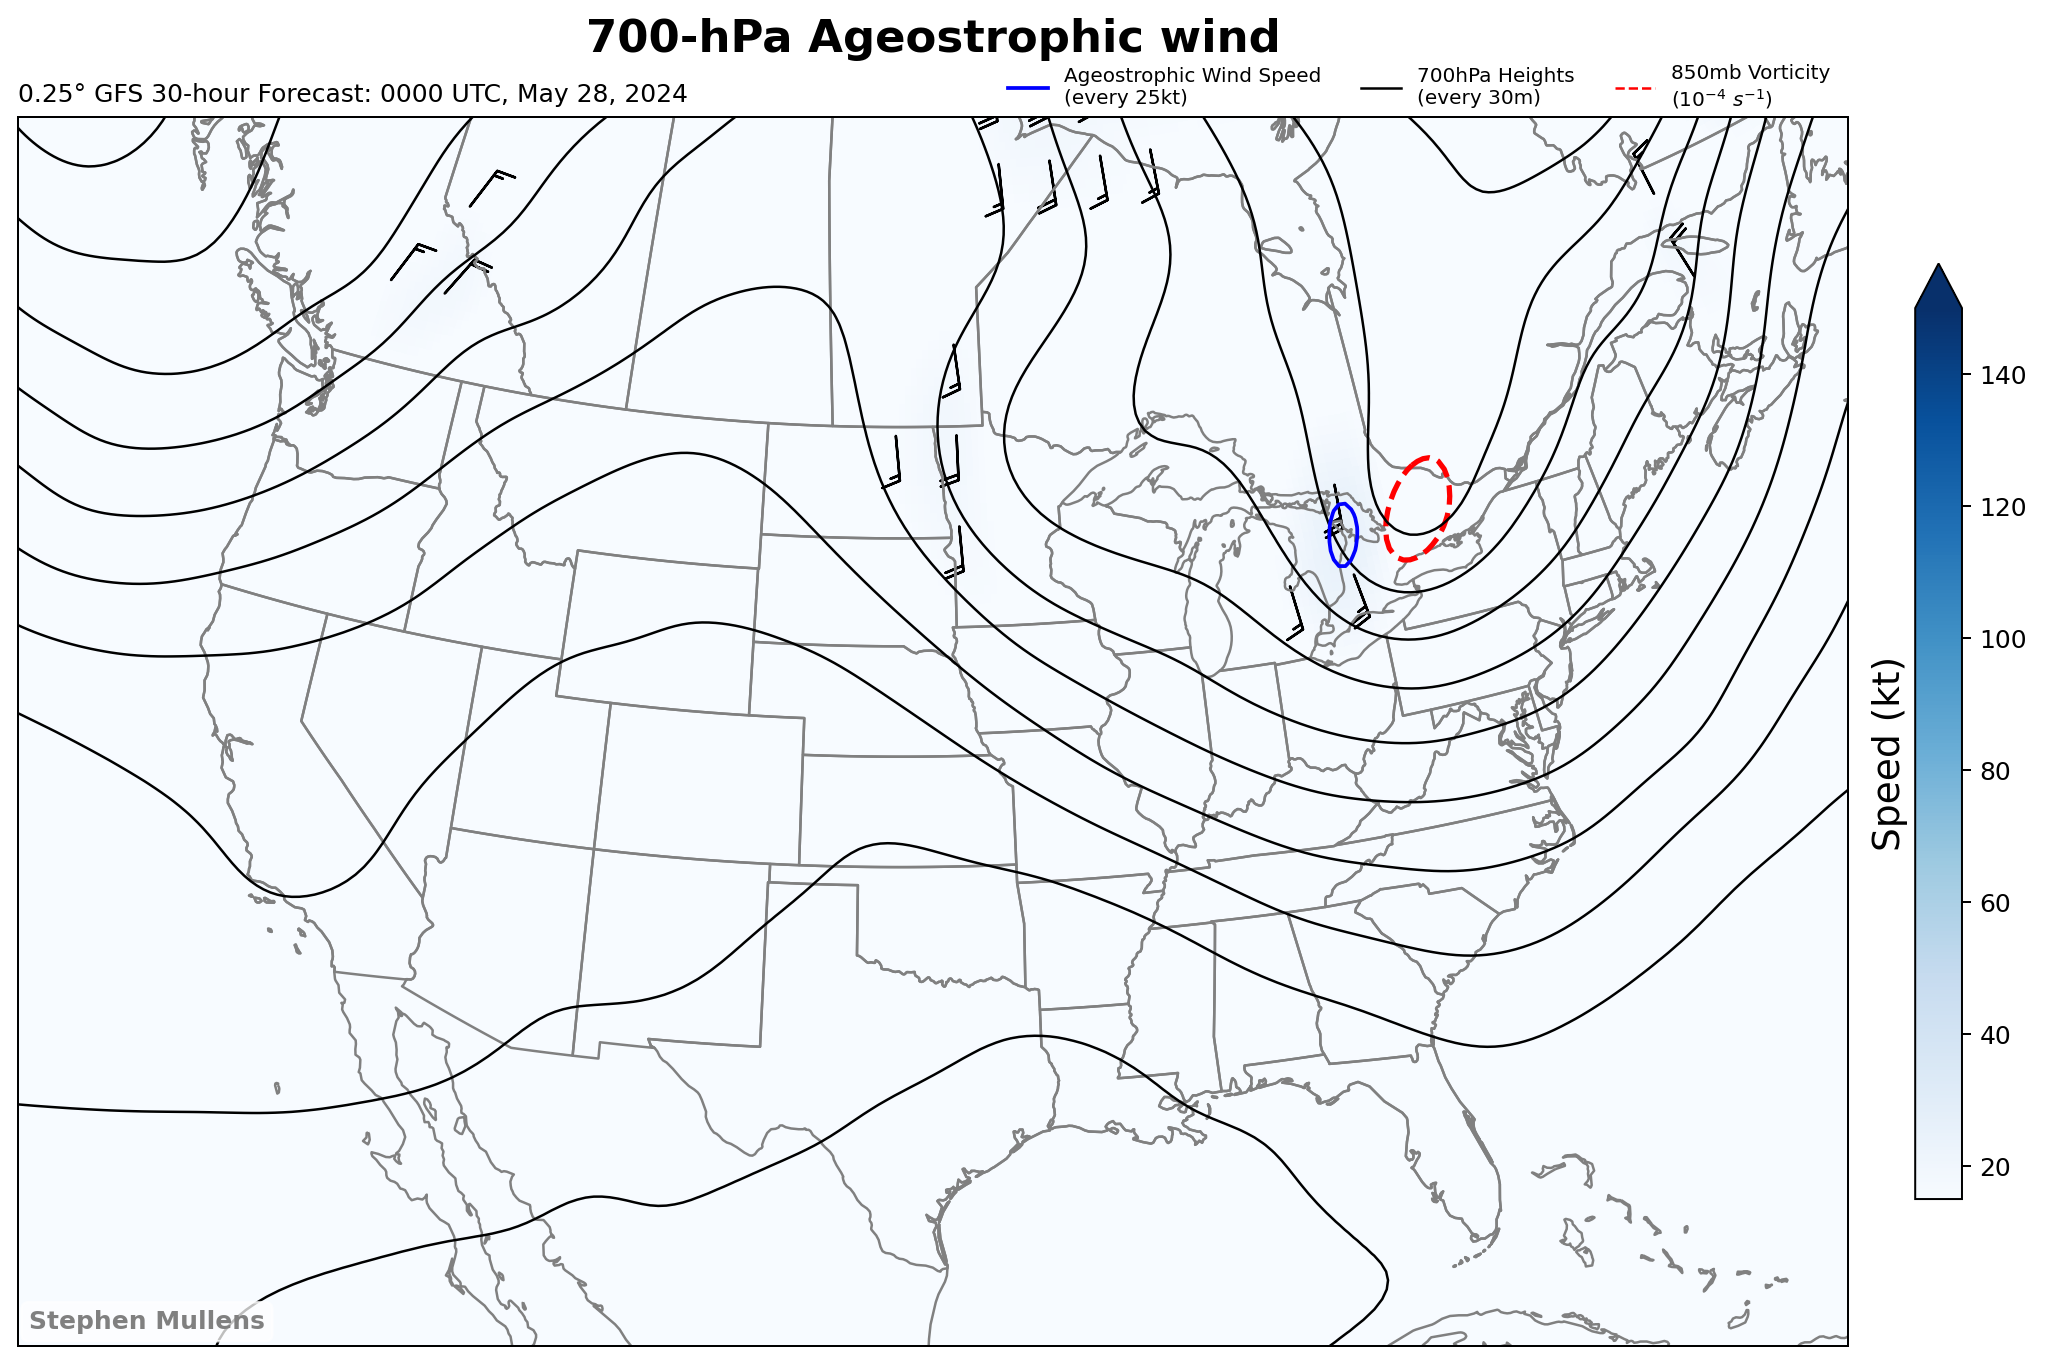 700-hPa Ageostrophic wind
0.25° GFS 30-hour Forecast: 0000 UTC, May 28, 2024
Ageostrophic Wind Speed
(every 25kt)
700hPa Heights
(every 30m)
850mb Vorticity
(10⁻⁴ s⁻¹)
140
120
100
80
60
40
20
Speed (kt)
Stephen Mullens